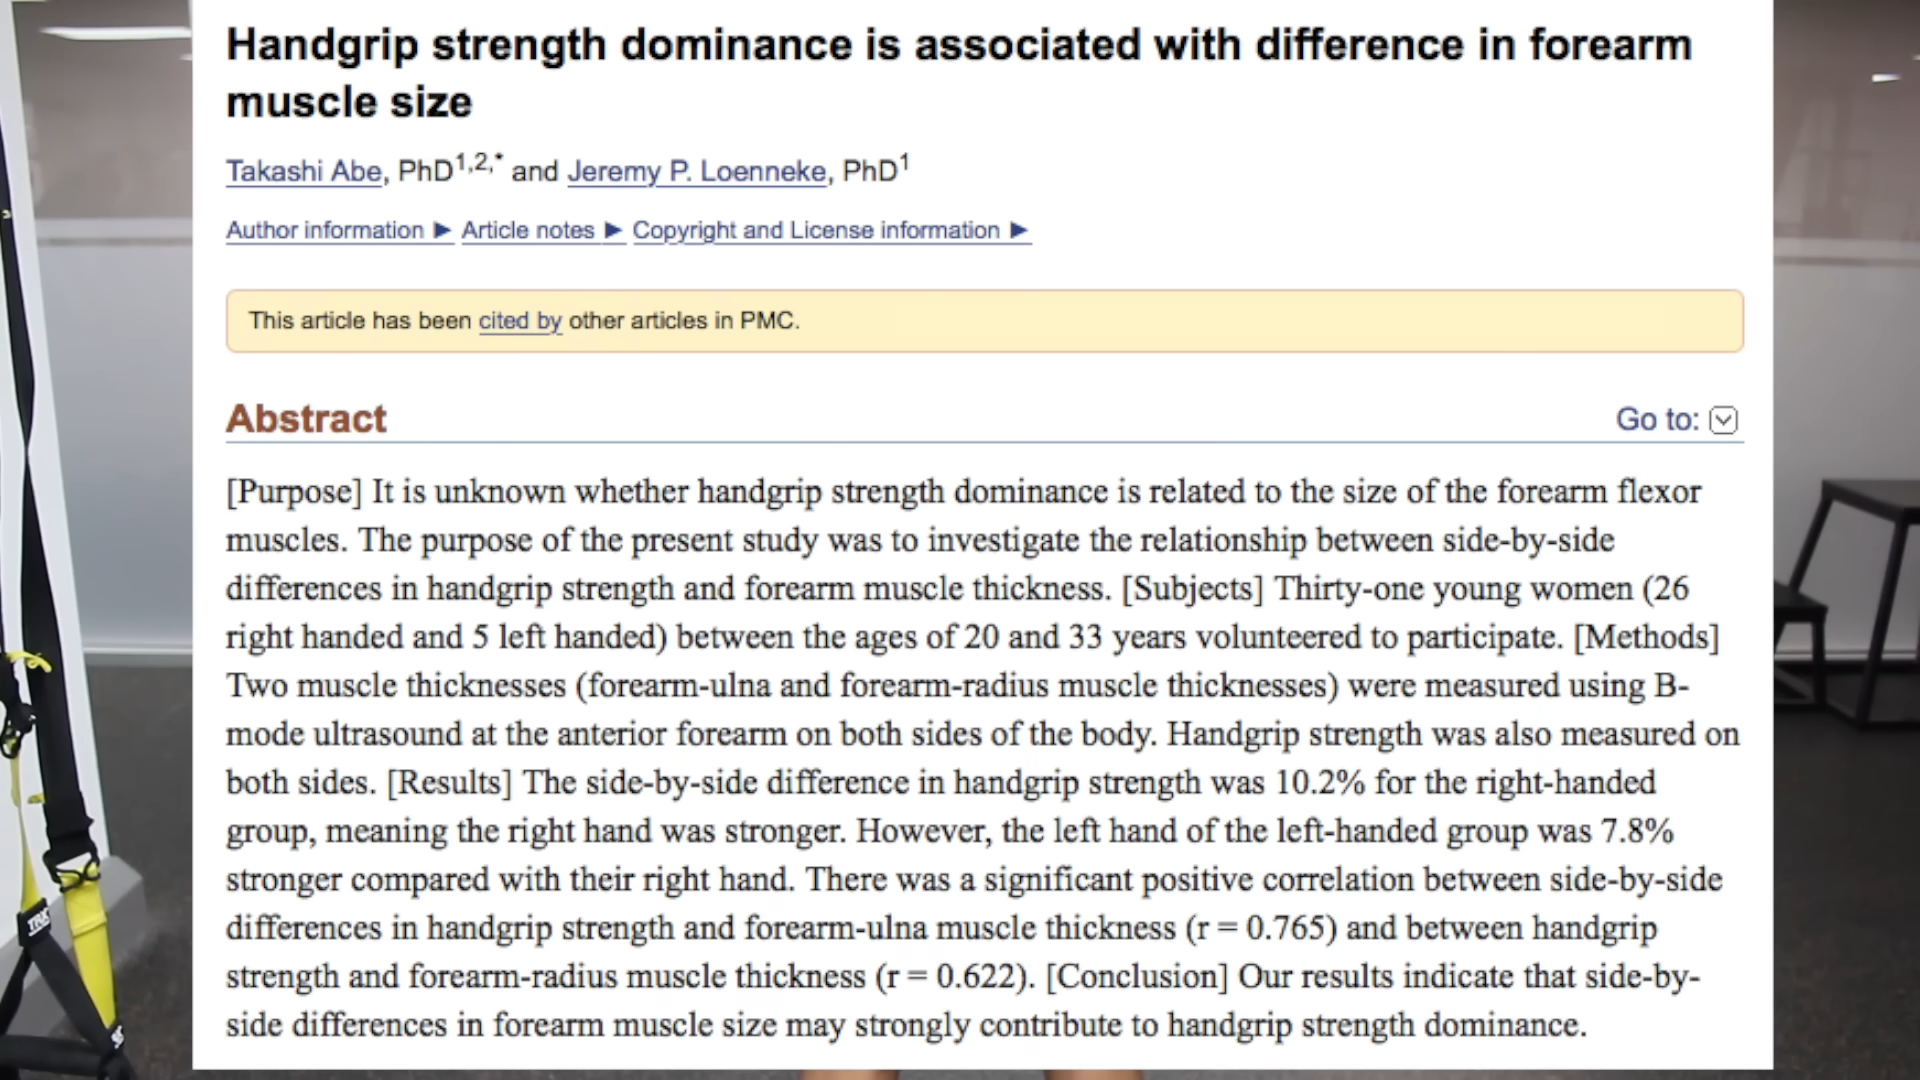 Handgrip strength dominance is associated with difference in forearm
muscle size
Takashi Abe, PhD1,2,* and Jeremy P. Loenneke, PhD1
Author information ► Article notes ► Copyright and License information ►
This article has been cited by other articles in PMC.
Abstract
Go to:
[Purpose] It is unknown whether handgrip strength dominance is related to the size of the forearm flexor
muscles. The purpose of the present study was to investigate the relationship between side-by-side
differences in handgrip strength and forearm muscle thickness. [Subjects] Thirty-one young women (26
right handed and 5 left handed) between the ages of 20 and 33 years volunteered to participate. [Methods]
Two muscle thicknesses (forearm-ulna and forearm-radius muscle thicknesses) were measured using B-
mode ultrasound at the anterior forearm on both sides of the body. Handgrip strength was also measured on
both sides. [Results] The side-by-side difference in handgrip strength was 10.2% for the right-handed
group, meaning the right hand was stronger. However, the left hand of the left-handed group was 7.8%
stronger compared with their right hand. There was a significant positive correlation between side-by-side
differences in handgrip strength and forearm-ulna muscle thickness (r = 0.765) and between handgrip
strength and forearm-radius muscle thickness (r = 0.622). [Conclusion] Our results indicate that side-by-
side differences in forearm muscle size may strongly contribute to handgrip strength dominance.
TRX